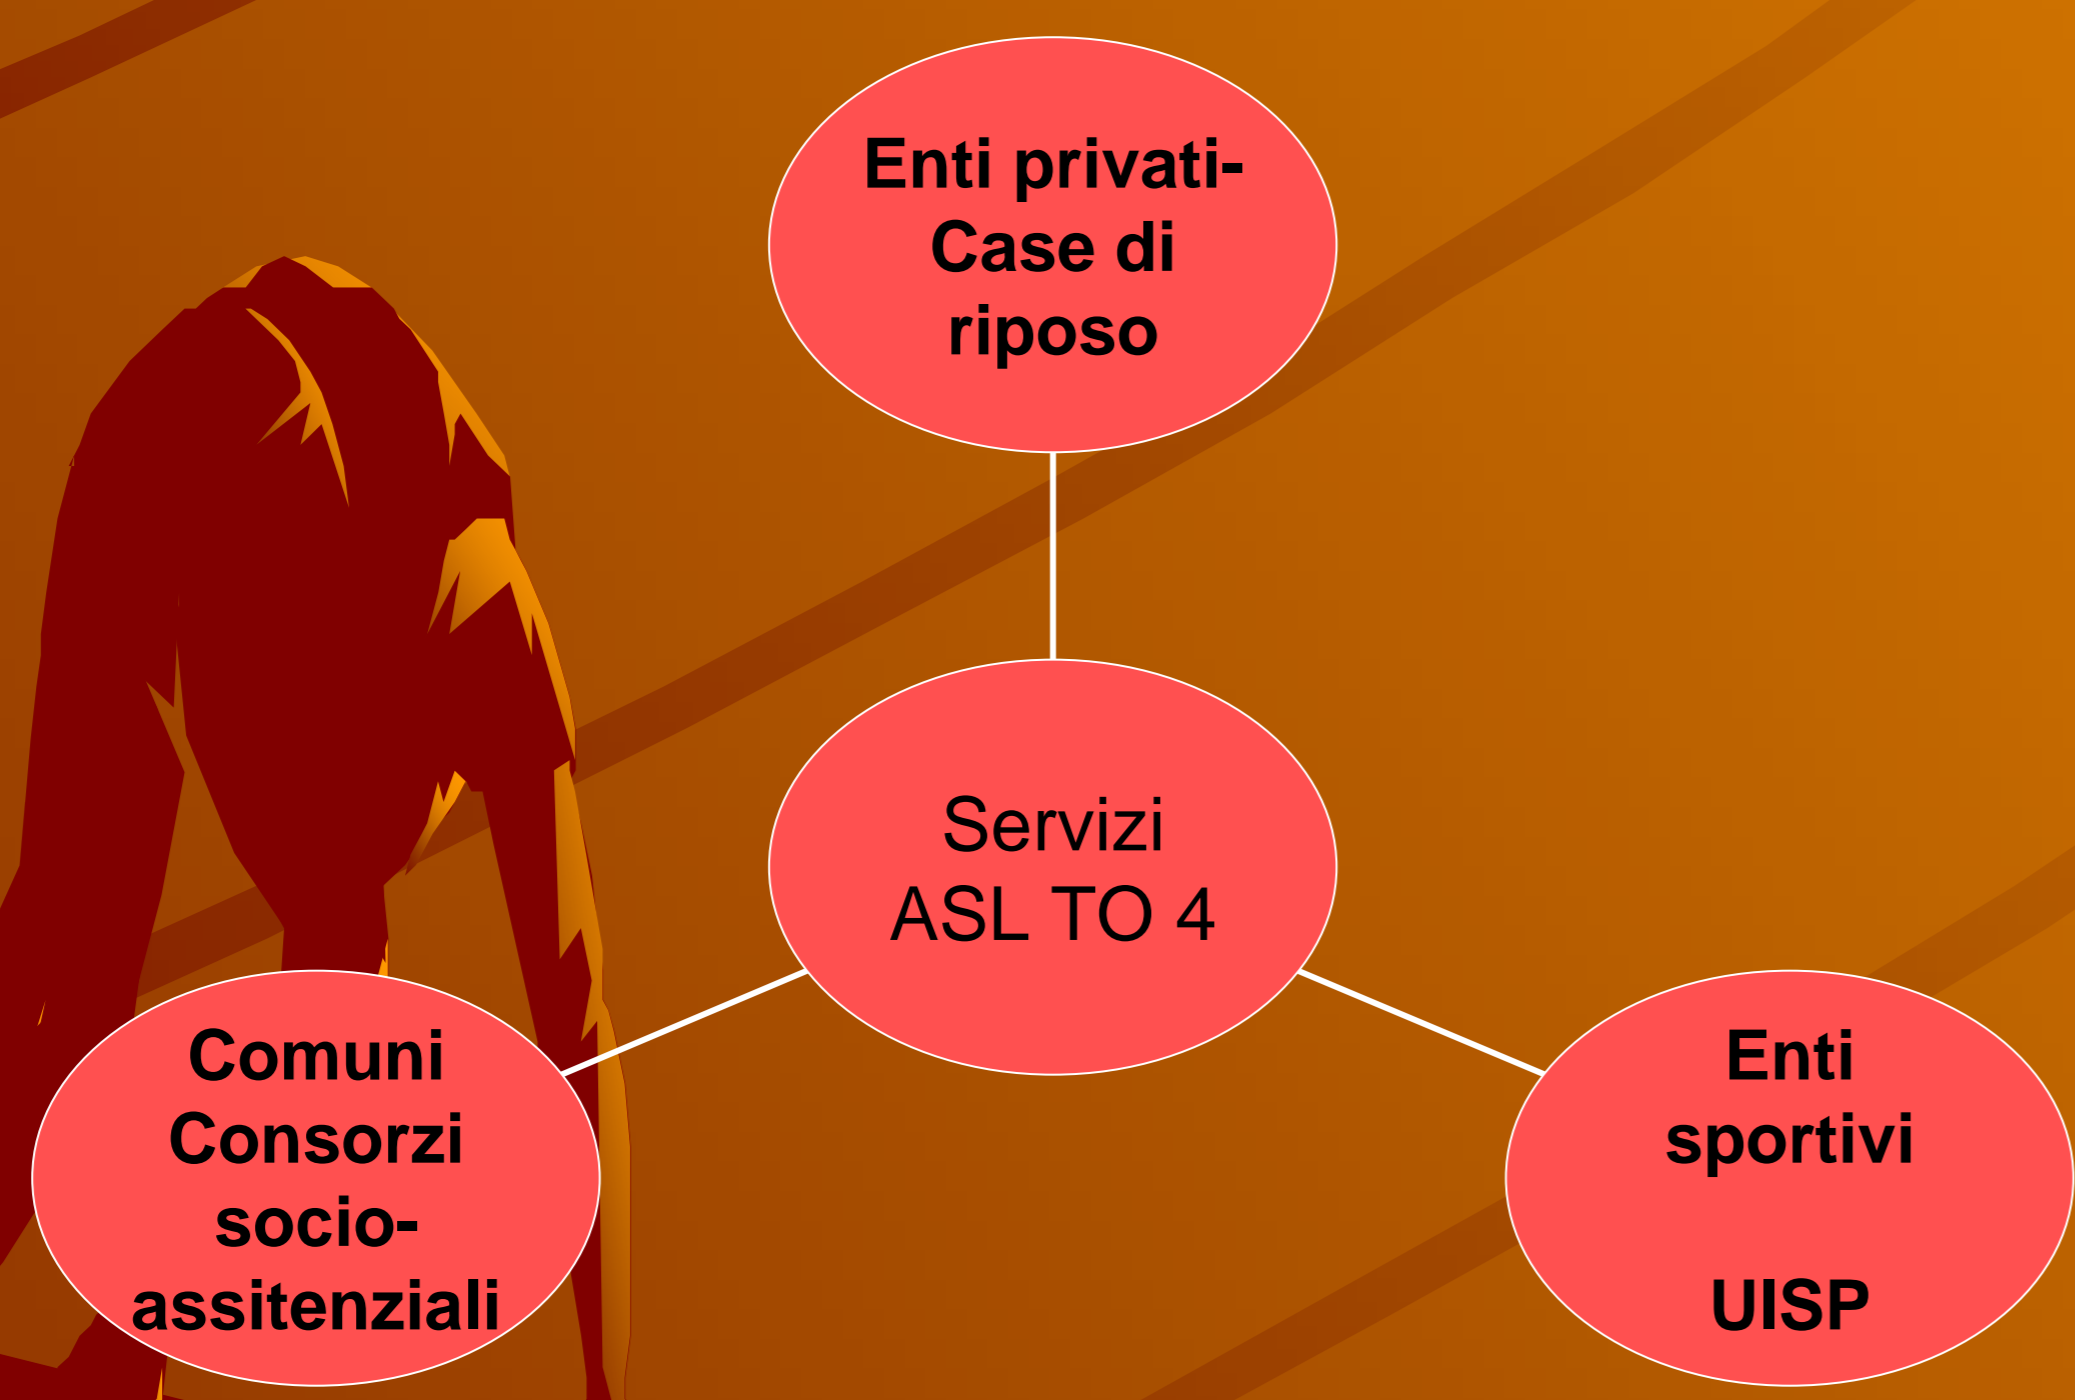 Enti privati-
Case di
riposo
Servizi
ASL TO 4
Comuni
Consorzi
socio-
assitenziali
Enti
sportivi
UISP